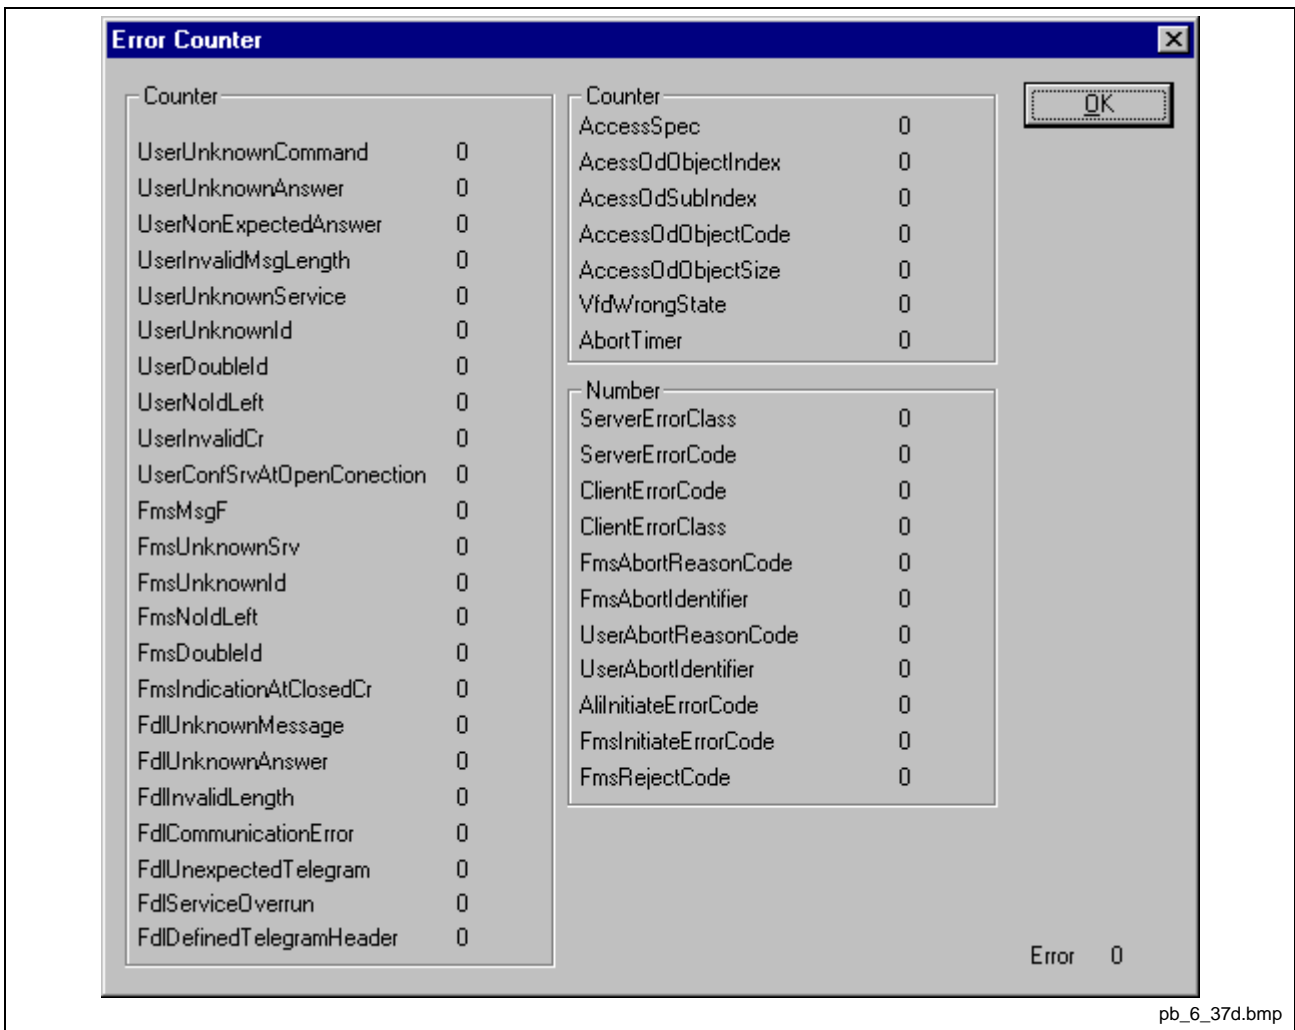 Error Counter
Counter
UserUnknownCommand 0
UserUnknownAnswer 0
UserNonExpectedAnswer 0
UserInvalidMsgLength 0
UserUnknownService 0
UserUnknownId 0
UserDoubleId 0
UserNoIdLeft 0
UserInvalidCr 0
UserConfSrvAtOpenConection 0
FmsMsgF 0
FmsUnknownSrv 0
FmsUnknownId 0
FmsNoIdLeft 0
FmsDoubleId 0
FmsIndicationAtClosedCr 0
FdlUnknownMessage 0
FdlUnknownAnswer 0
FdlInvalidLength 0
FdlCommunicationError 0
FdlUnexpectedTelegram 0
FdlServiceOverrun 0
FdlDefinedTelegramHeader 0
Counter
AccessSpec 0
AcessOdObjectIndex 0
AcessOdSubIndex 0
AccessOdObjectCode 0
AccessOdObjectSize 0
VfdWrongState 0
AbortTimer 0
Number
ServerErrorClass 0
ServerErrorCode 0
ClientErrorCode 0
ClientErrorClass 0
FmsAbortReasonCode 0
FmsAbortIdentifier 0
UserAbortReasonCode 0
UserAbortIdentifier 0
AliInitiateErrorCode 0
FmsInitiateErrorCode 0
FmsRejectCode 0
OK
Error 0
pb_6_37d.bmp